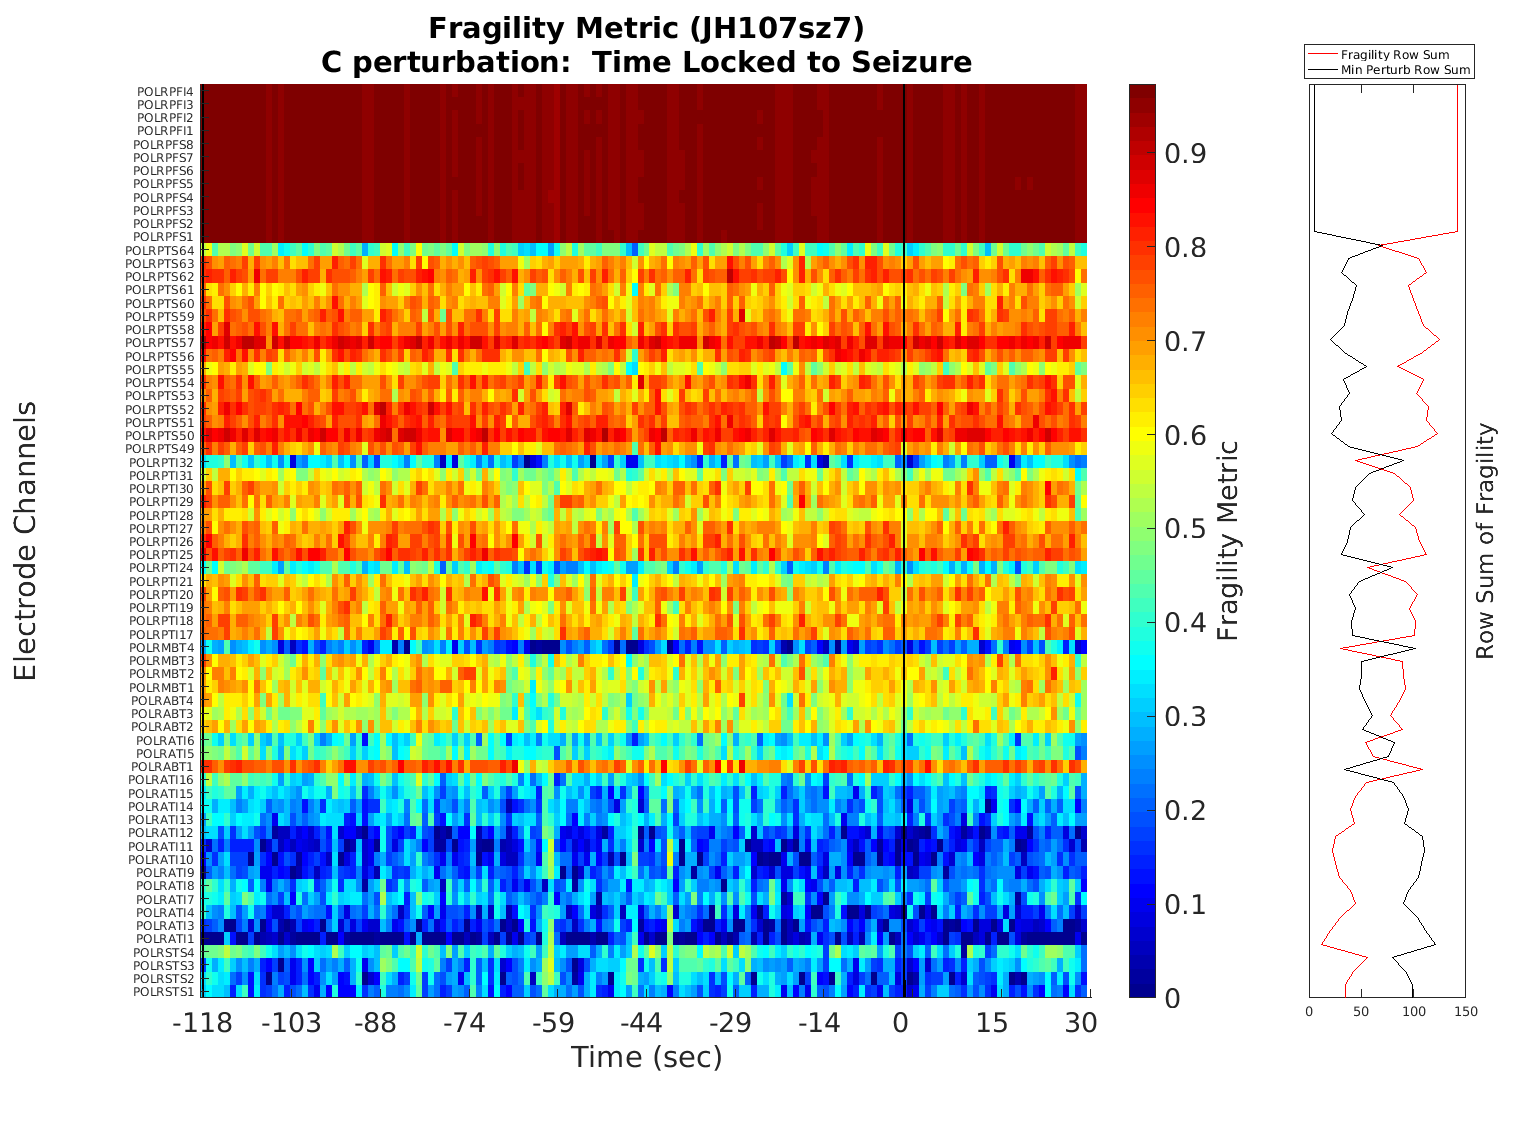 Fragility Metric (JH107sz7)
C perturbation:  Time Locked to Seizure
Electrode Channels
POLRPFI4
POLRPFI3
POLRPFI2
POLRPFI1
POLRPFS8
POLRPFS7
POLRPFS6
POLRPFS5
POLRPFS4
POLRPFS3
POLRPFS2
POLRPFS1
POLRPTS64
POLRPTS63
POLRPTS62
POLRPTS61
POLRPTS60
POLRPTS59
POLRPTS58
POLRPTS57
POLRPTS56
POLRPTS55
POLRPTS54
POLRPTS53
POLRPTS52
POLRPTS51
POLRPTS50
POLRPTS49
POLRPTI32
POLRPTI31
POLRPTI30
POLRPTI29
POLRPTI28
POLRPTI27
POLRPTI26
POLRPTI25
POLRPTI24
POLRPTI21
POLRPTI20
POLRPTI19
POLRPTI18
POLRPTI17
POLRMBT4
POLRMBT3
POLRMBT2
POLRMBT1
POLRABT4
POLRABT3
POLRABT2
POLRATI6
POLRATI5
POLRABT1
POLRATI16
POLRATI15
POLRATI14
POLRATI13
POLRATI12
POLRATI11
POLRATI10
POLRATI9
POLRATI8
POLRATI7
POLRATI4
POLRATI3
POLRATI1
POLRSTS4
POLRSTS3
POLRSTS2
POLRSTS1
-118 -103 -88 -74 -59 -44 -29 -14 0 15 30
Time (sec)
0.9
0.8
0.7
0.6
0.5
0.4
0.3
0.2
0.1
0
Fragility Metric
Fragility Row Sum
Min Perturb Row Sum
0 50 100 150
Row Sum of Fragility